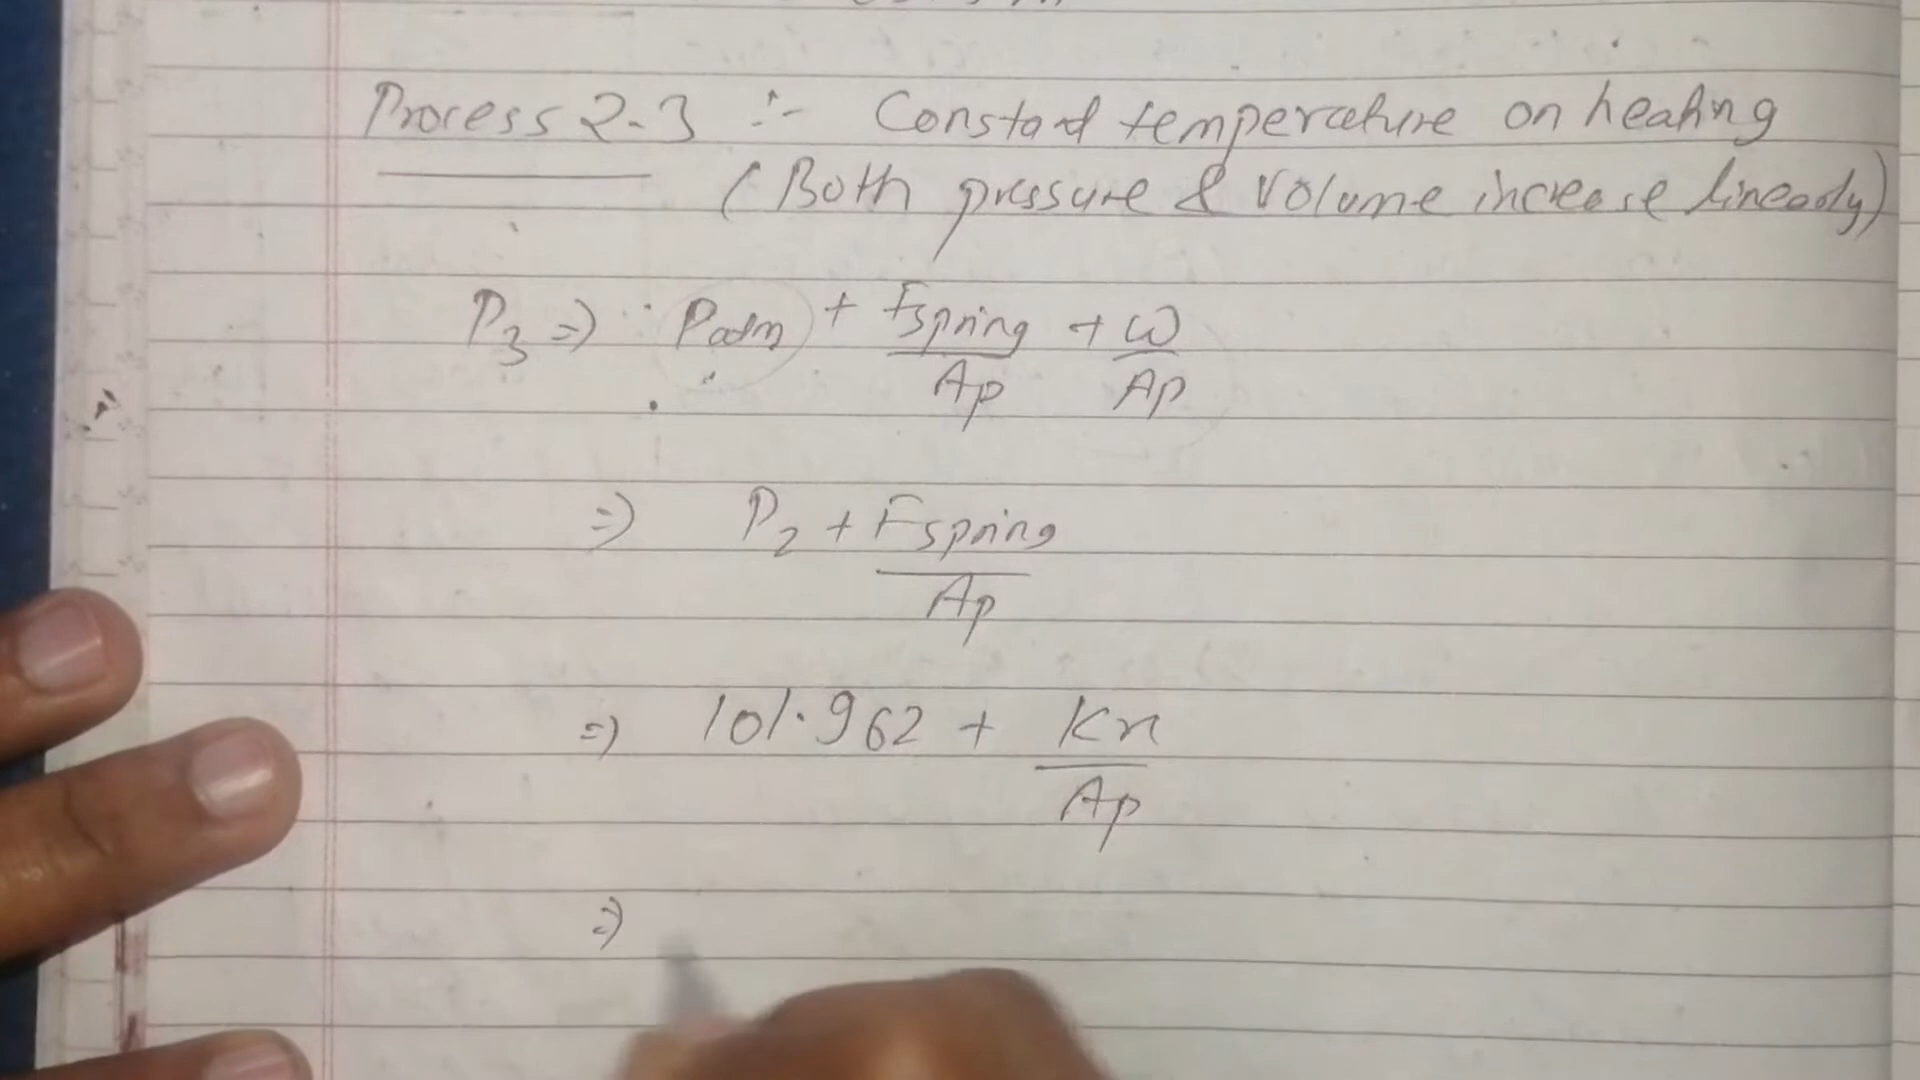 Process 2-3 :- Constant temperature on heating
(Both pressure & Volume increase linearly)
P3 => Patm + Fspring/Ap + W/Ap
=> P2 + Fspring/Ap
=> 101.962 + Kx/Ap
=>